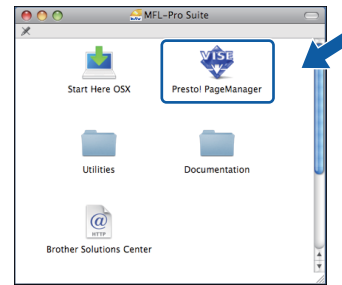 MFL-Pro Suite
VISE
Start Here OSX
Presto! PageManager
Utilities
Documentation
@
HTTP
Brother Solutions Center